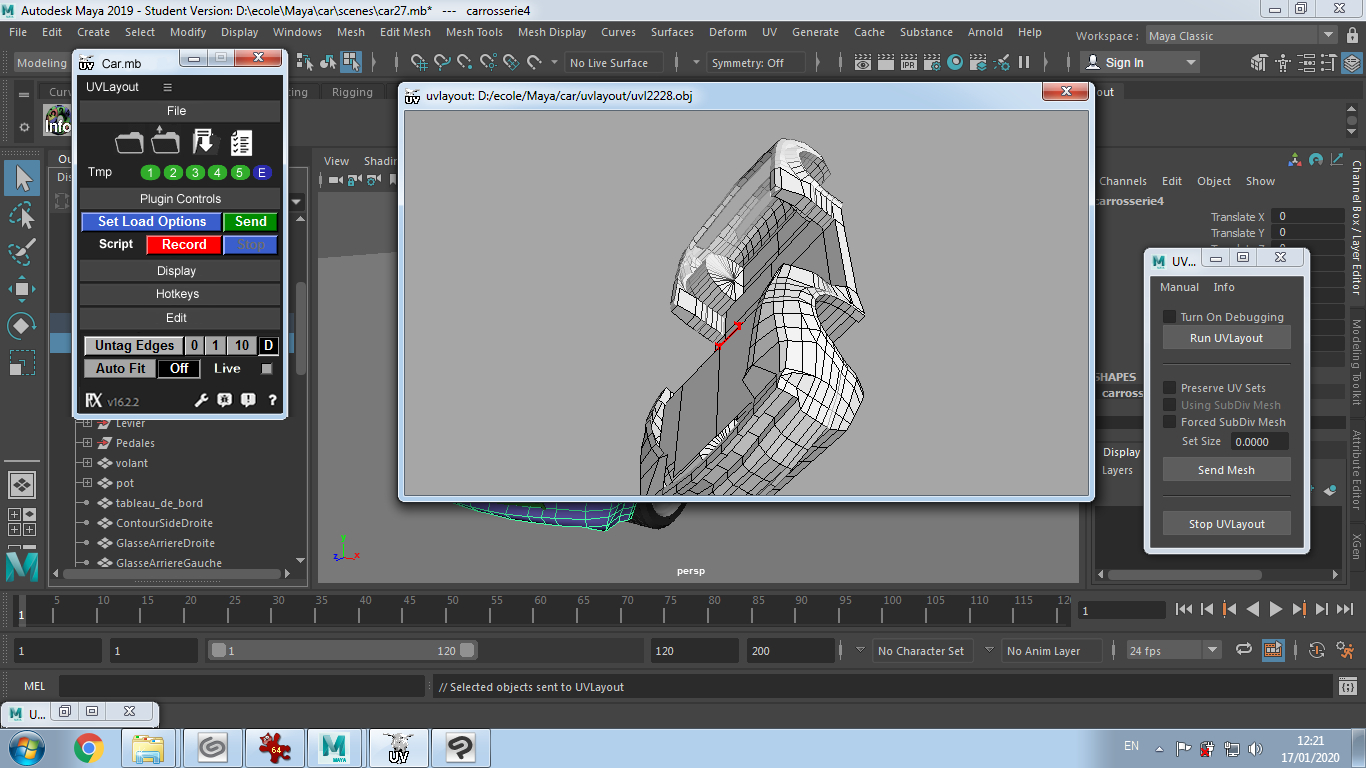 Autodesk Maya 2019 - Student Version: D:\ecole\Maya\car\scenes\car27.mb* --- carrosserie4
File Edit Create Select Modify Display Windows Mesh Edit Mesh Mesh Tools Mesh Display Curves Surfaces Deform UV Generate Cache Substance Arnold Help
Workspace : Maya Classic
Modeling
No Live Surface
Symmetry: Off
IPR
Sign In
Rigging
Info
Car.mb
UVLayout
File
Tmp 1 2 3 4 5 E
Plugin Controls
Set Load Options Send
Script Record Stop
Display
Hotkeys
Edit
Untag Edges 0 1 10 D
Auto Fit Off Live
v16.2.2
UV
uvlayout: D:/ecole/Maya/car/uvlayout/uvl2228.obj
View
Channels Edit Object Show
carrosserie4
Translate X 0
Translate Y 0
SHAPES
Display
Layers
UV...
Manual Info
Turn On Debugging
Run UVLayout
Preserve UV Sets
Using SubDiv Mesh
Forced SubDiv Mesh
Set Size 0.0000
Send Mesh
Stop UVLayout
Channel Box / Layer Editor
Modeling Toolkit
Attribute Editor
XGen
Levier
Pedales
volant
pot
tableau_de_bord
ContourSideDroite
GlasseArriereDroite
GlasseArriereGauche
y
z x
persp
1 5 10 15 20 25 30 35 40 45 50 55 60 65 70 75 80 85 90 95 100 105 110 115 1
1 1 1 120 120 200
No Character Set
No Anim Layer
24 fps
MEL
// Selected objects sent to UVLayout
U...
64
MAYA
UV
EN
12:21
17/01/2020